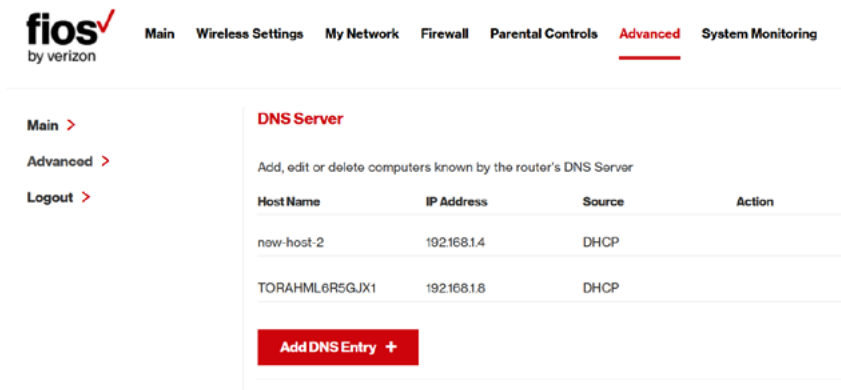 fios
by verizon
Main Wireless Settings My Network Firewall Parental Controls Advanced System Monitoring
Main >
Advanced >
Logout >
DNS Server
Add, edit or delete computers known by the router's DNS Server
Host Name IP Address Source Action
new-host-2 192.168.1.4 DHCP
TORAHML6R5GJX1 192.168.1.8 DHCP
Add DNS Entry +